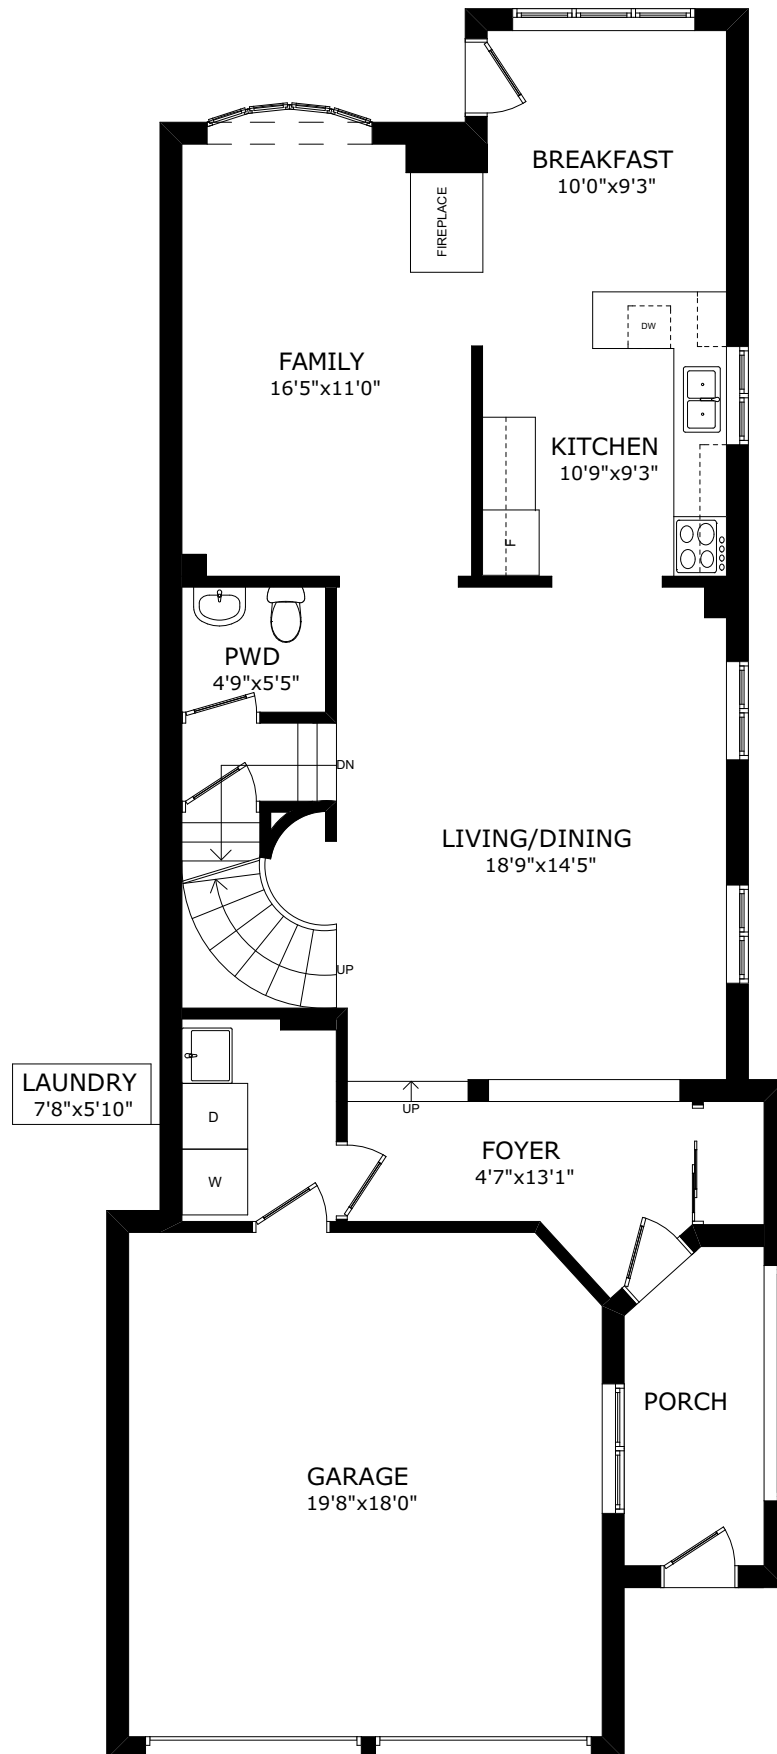 BREAKFAST
10'0"x9'3"
FIREPLACE
DW
FAMILY
16'5"x11'0"
KITCHEN
10'9"x9'3"
F
PWD
4'9"x5'5"
DN
LIVING/DINING
18'9"x14'5"
UP
LAUNDRY
7'8"x5'10"
D
W
UP
FOYER
4'7"x13'1"
PORCH
GARAGE
19'8"x18'0"